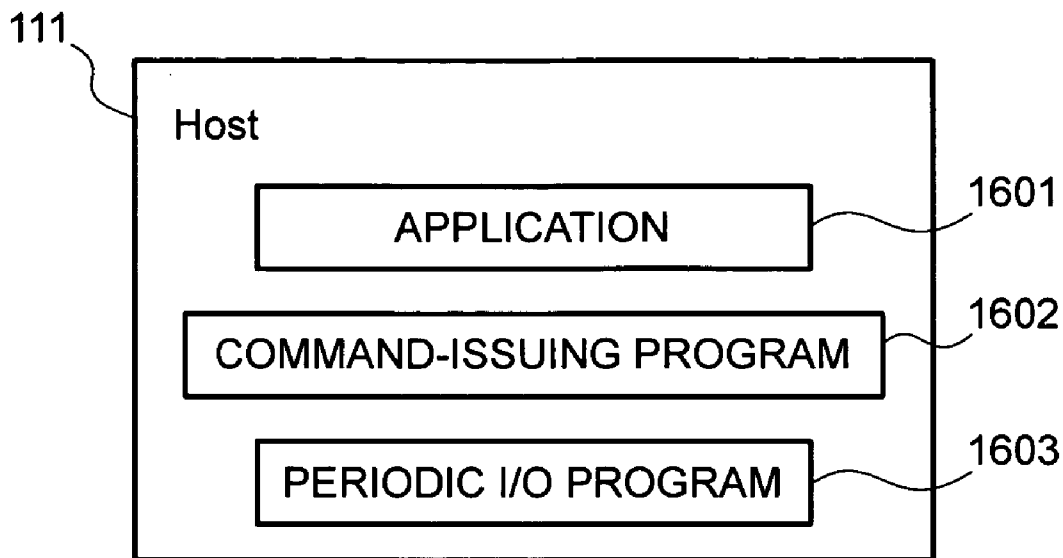 111
Host
APPLICATION
1601
COMMAND-ISSUING PROGRAM
1602
PERIODIC I/O PROGRAM
1603